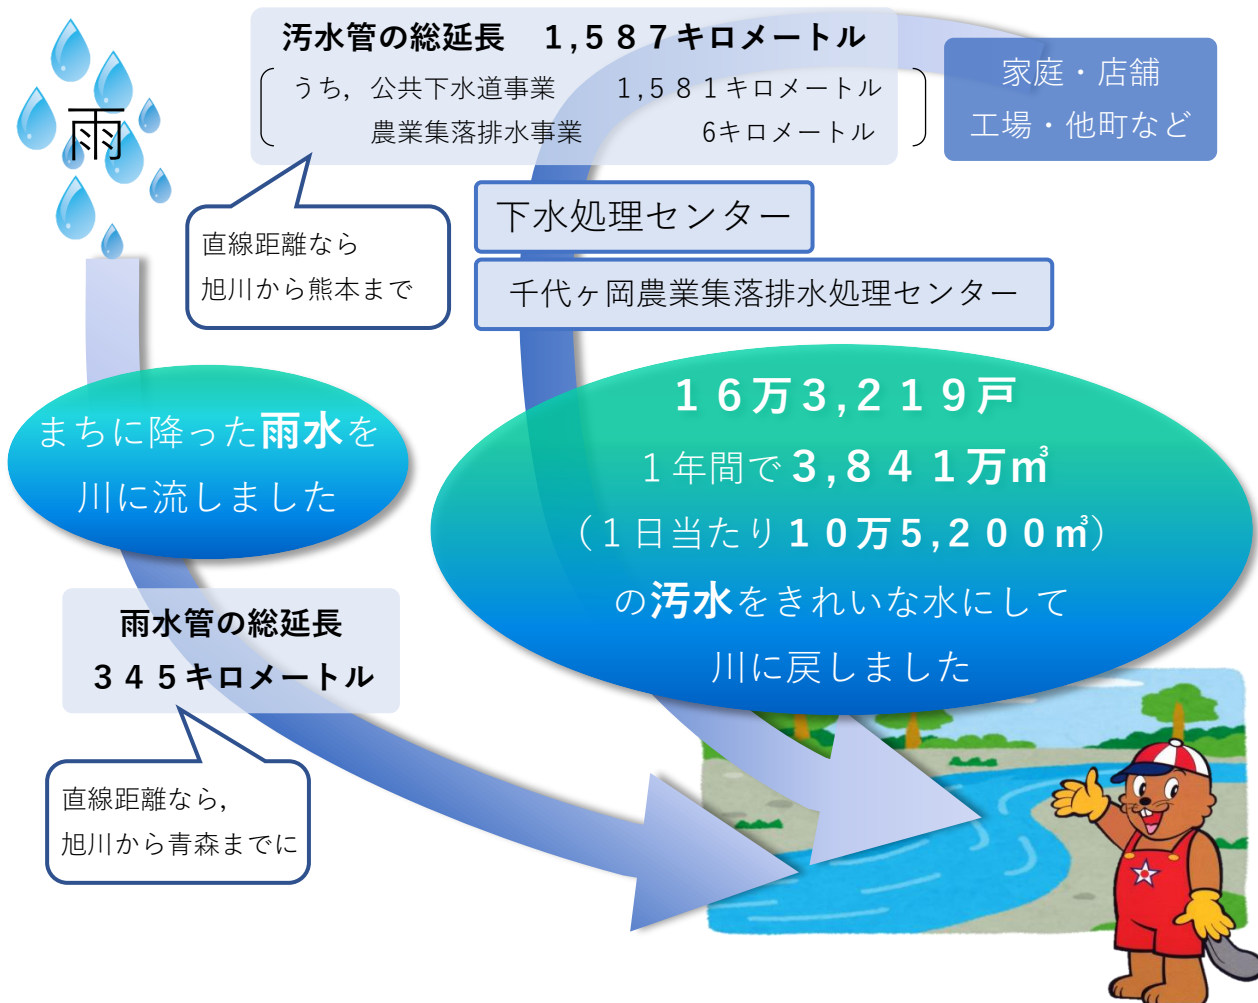 雨
汚水管の総延長　１,５８７キロメートル
うち，公共下水道事業　１,５８１キロメートル
農業集落排水事業　6キロメートル
家庭・店舗
工場・他町など
直線距離なら
旭川から熊本まで
下水処理センター
千代ヶ岡農業集落排水処理センター
まちに降った雨水を
川に流しました
１６万３,２１９戸
１年間で３,８４１万㎥
（１日当たり１０万５,２００㎥）
の汚水をきれいな水にして
川に戻しました
雨水管の総延長
３４５キロメートル
直線距離なら，
旭川から青森までに